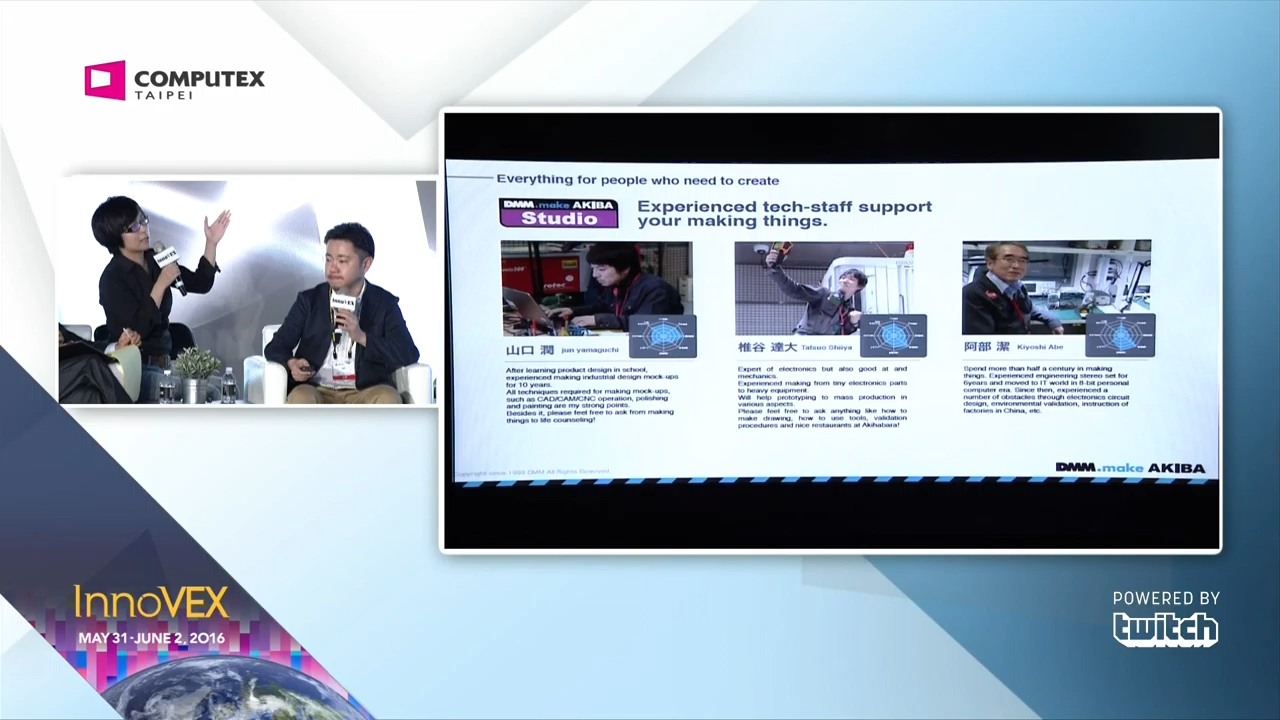 COMPUTEX
TAIPEI
InnoVEX
InnoVEX
Everything for people who need to create
DMM.make AKIBA
Studio
Experienced tech-staff support
your making things.
山口 潤 jun yamaguchi
After learning product design in school,
experienced making industrial design mock-ups
for 10 years.
All techniques required for making mock-ups,
such as CAD/CAM/CNC operation, polishing
and painting are my strong points.
Besides it, please feel free to ask from making
things to life counseling!
椎谷 達大 Tatsuo Shiiya
Expert of electronics but also good at and
mechanics.
Experienced making from tiny electronics parts
to heavy equipment.
Will help prototyping to mass production in
various aspects.
Please feel free to ask anything like how to
make drawing, how to use tools, validation
procedures and nice restaurants at Akihabara!
阿部 潔 Kiyoshi Abe
Spend more than half a century in making
things. Experienced engineering stereo set for
6years and moved to IT world in 8-bit personal
computer era. Since then, experienced a
number of obstacles through electronics circuit
design, environmental validation, instruction of
factories in China, etc.
Copyright since 1998 DMM All Rights Reserved.
DMM.make AKIBA
InnoVEX
MAY 31-JUNE 2, 2016
POWERED BY
twitch